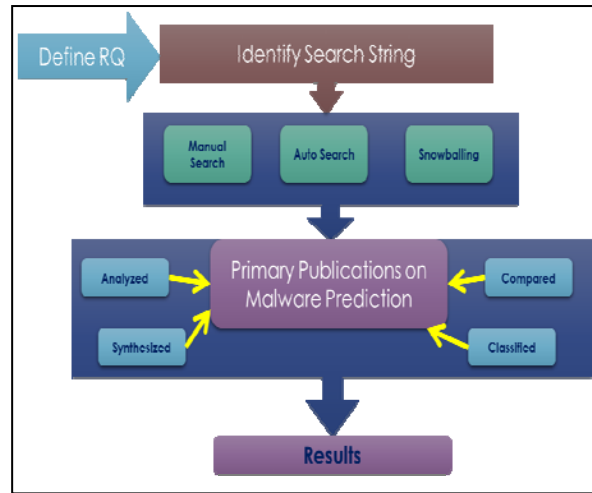 Define RQ
Identify Search String
Manual
Search
Auto Search
Snowballing
Primary Publications on
Malware Prediction
Analyzed
Compared
Synthesized
Classified
Results